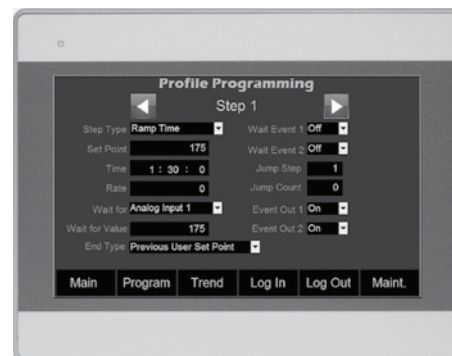 Profile Programming
Step 1
Step Type Ramp Time Wait Event 1 Off
Set Point 175 Wait Event 2 Off
Time 1 : 30 : 0 Jump Step 1
Rate 0 Jump Count 0
Wait for Analog Input 1 Event Out 1 On
Wait for Value 175 Event Out 2 On
End Type Previous User Set Point
Main Program Trend Log In Log Out Maint.